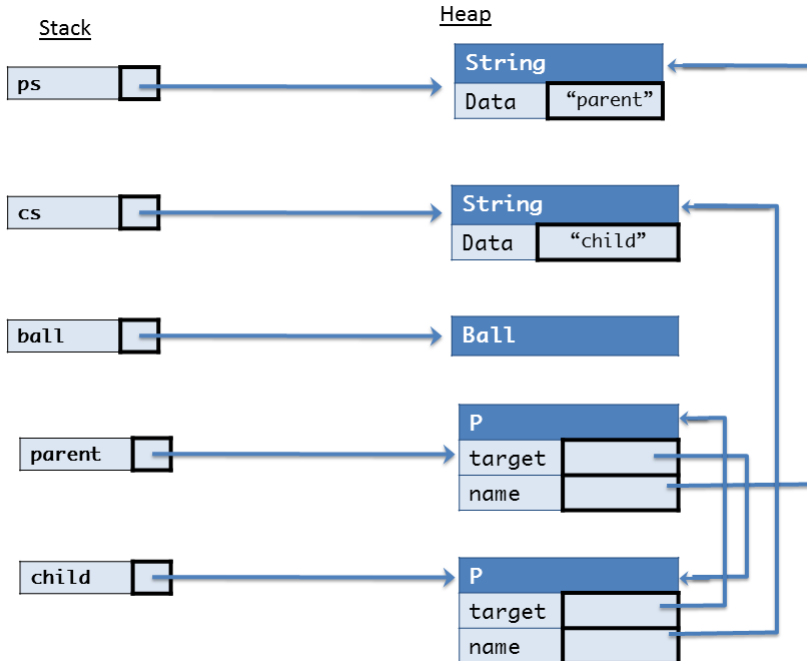 Stack
Heap
ps
String
Data “parent”
cs
String
Data “child”
ball
Ball
parent
P
target
name
child
P
target
name